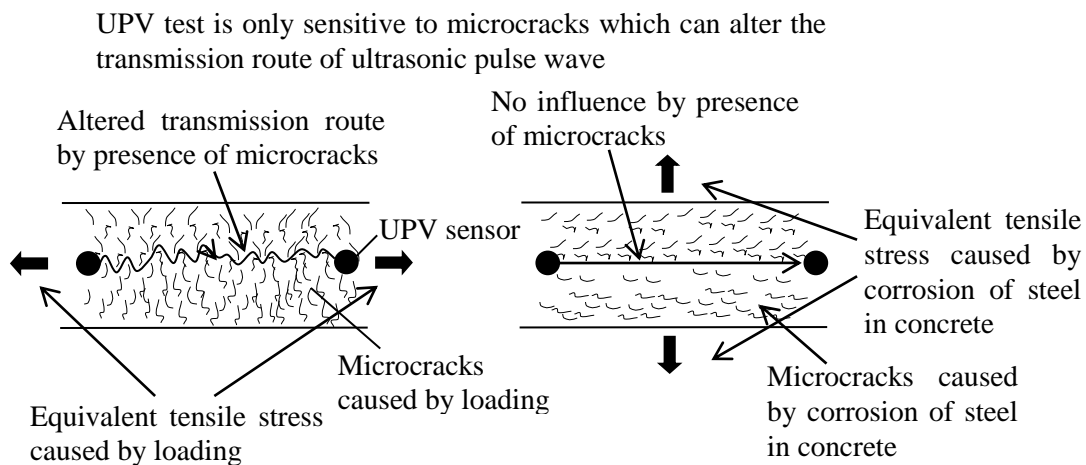 UPV test is only sensitive to microcracks which can alter the
transmission route of ultrasonic pulse wave
No influence by presence
of microcracks
Altered transmission route
by presence of microcracks
UPV sensor
Equivalent tensile
stress caused by
corrosion of steel
in concrete
Microcracks
caused by loading
Microcracks caused
by corrosion of steel
in concrete
Equivalent tensile stress
caused by loading